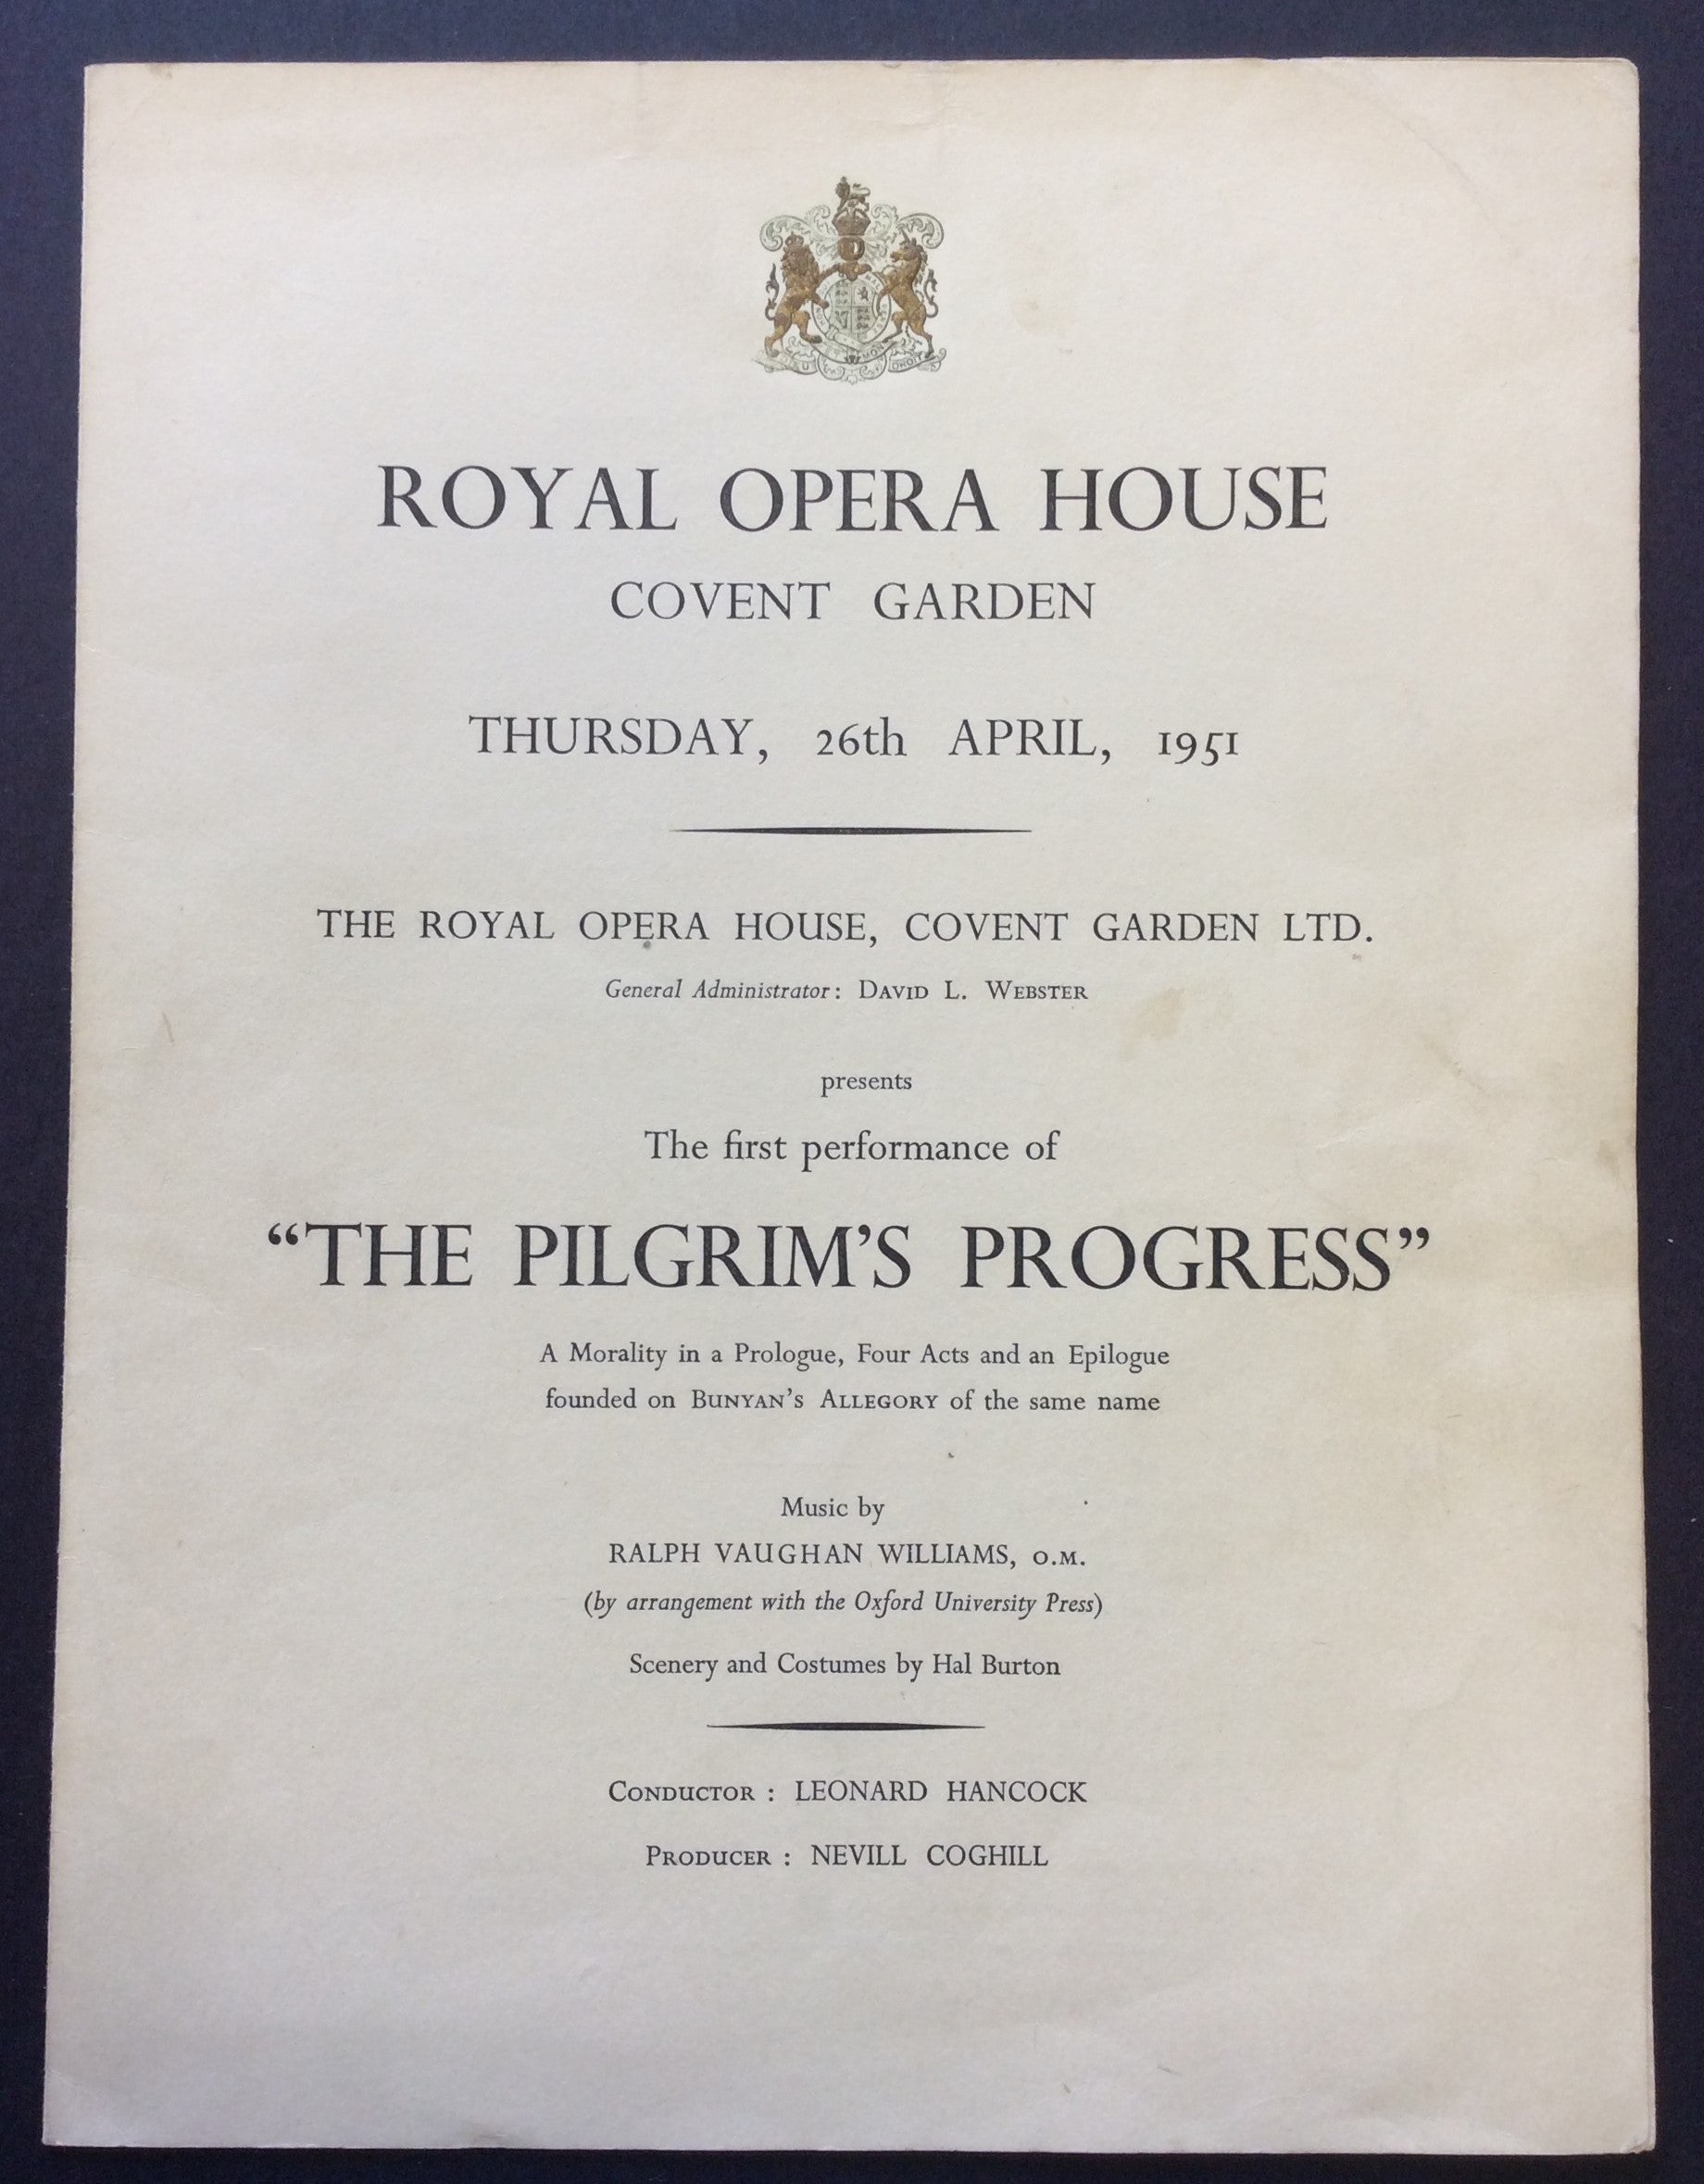 ROYAL OPERA HOUSE
COVENT GARDEN
THURSDAY, 26th APRIL, 1951
THE ROYAL OPERA HOUSE, COVENT GARDEN LTD.
General Administrator: DAVID L. WEBSTER
presents
The first performance of
“THE PILGRIM’S PROGRESS”
A Morality in a Prologue, Four Acts and an Epilogue
founded on BUNYAN’S ALLEGORY of the same name
Music by
RALPH VAUGHAN WILLIAMS, O.M.
(by arrangement with the Oxford University Press)
Scenery and Costumes by Hal Burton
CONDUCTOR : LEONARD HANCOCK
PRODUCER : NEVILL COGHILL